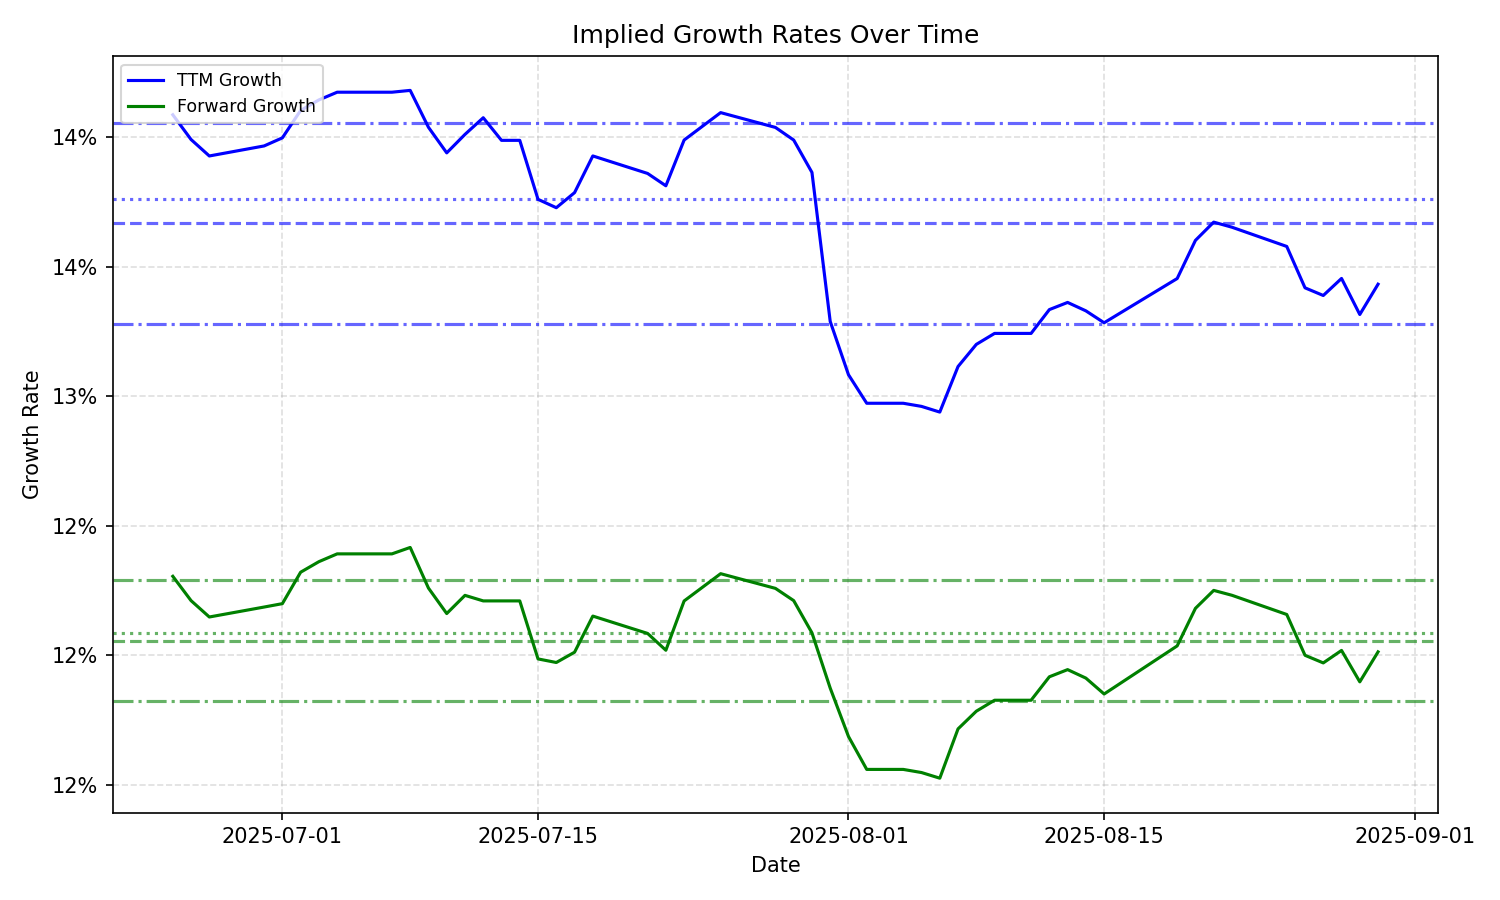 Implied Growth Rates Over Time
TTM Growth
Forward Growth
14%
14%
13%
12%
12%
12%
Growth Rate
2025-07-01
2025-07-15
2025-08-01
2025-08-15
2025-09-01
Date